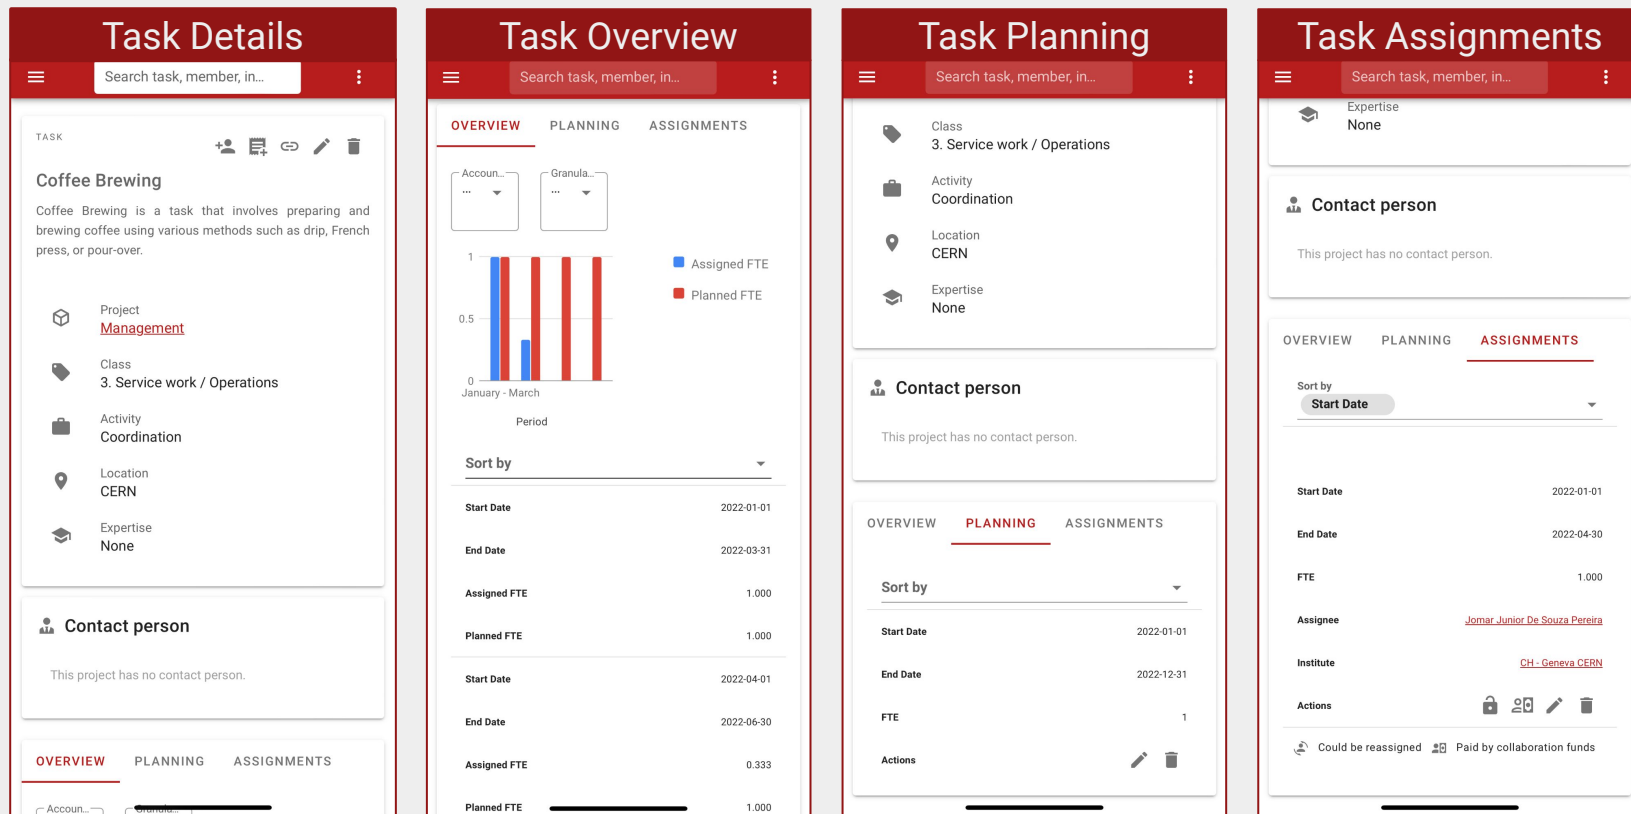 Task Details
Search task, member, in...
TASK
Coffee Brewing
Coffee Brewing is a task that involves preparing and
brewing coffee using various methods such as drip, French
press, or pour-over.
Project
Management
Class
3. Service work / Operations
Activity
Coordination
Location
CERN
Expertise
None
Contact person
This project has no contact person.
OVERVIEW PLANNING ASSIGNMENTS
Accoun... Granula...
Task Overview
Search task, member, in...
OVERVIEW PLANNING ASSIGNMENTS
Accoun... Granula...
... ...
1
0.5
0
Assigned FTE
Planned FTE
January - March
Period
Sort by
Start Date 2022-01-01
End Date 2022-03-31
Assigned FTE 1.000
Planned FTE 1.000
Start Date 2022-04-01
End Date 2022-06-30
Assigned FTE 0.333
Planned FTE 1.000
Task Planning
Search task, member, in...
Class
3. Service work / Operations
Activity
Coordination
Location
CERN
Expertise
None
Contact person
This project has no contact person.
OVERVIEW PLANNING ASSIGNMENTS
Sort by
Start Date 2022-01-01
End Date 2022-12-31
FTE 1
Actions
Task Assignments
Search task, member, in...
Expertise
None
Contact person
This project has no contact person.
OVERVIEW PLANNING ASSIGNMENTS
Sort by
Start Date
Start Date 2022-01-01
End Date 2022-04-30
FTE 1.000
Assignee Jomar Junior De Souza Pereira
Institute CH - Geneva CERN
Actions
Could be reassigned Paid by collaboration funds